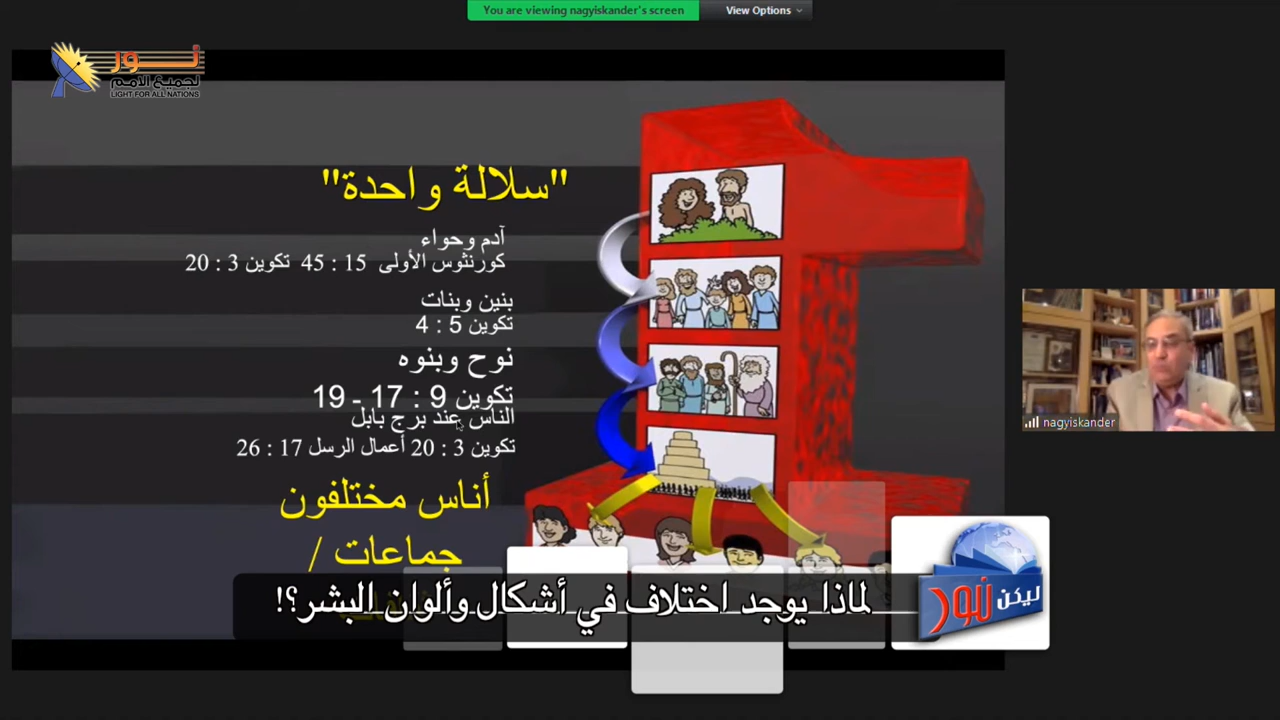 You are viewing nagyiskander's screen View Options
نور
لجميع الامم
LIGHT FOR ALL NATIONS
"سلالة واحدة"
آدم وحواء
كورنثوس الأولى 15 : 45 تكوين 3 : 20
بنين وبنات
تكوين 5 : 4
نوح وبنوه
تكوين 9 : 17 - 19
الناس عند برج بابل
تكوين 3 : 20 أعمال الرسل 17 : 26
أناس مختلفون
جماعات /
لماذا يوجد اختلاف في أشكال وألوان البشر؟!
ليكن نور
nagyiskander